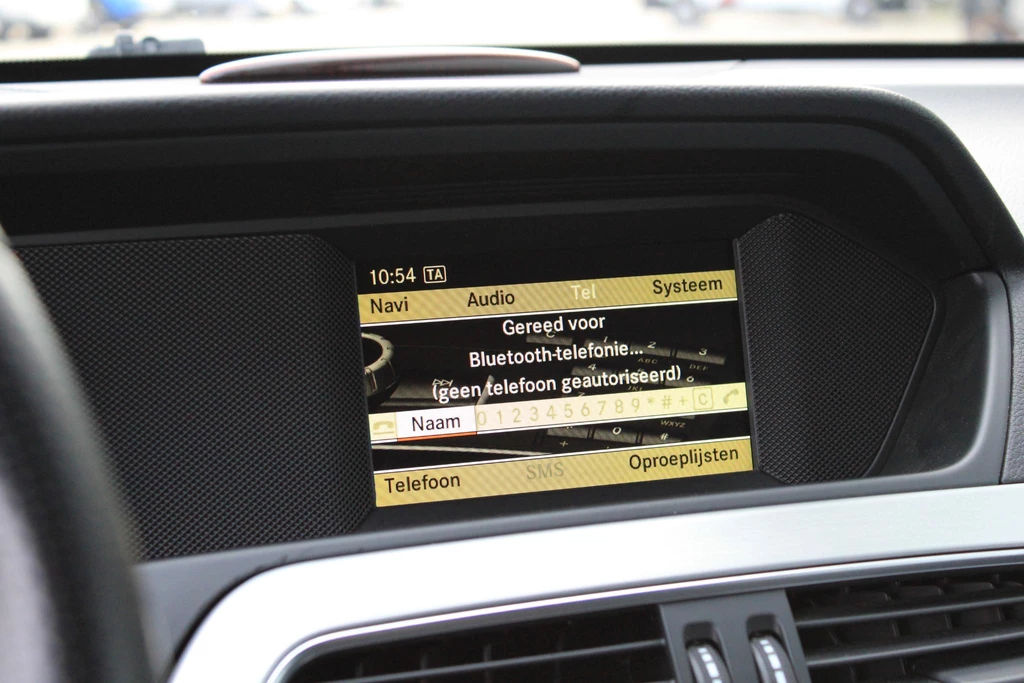 10:54 TA
Navi Audio Tel Systeem
Gereed voor
Bluetooth-telefonie...
(geen telefoon geautoriseerd)
Naam 0 1 2 3 4 5 6 7 8 9 * # + C
Telefoon SMS Oproeplijsten